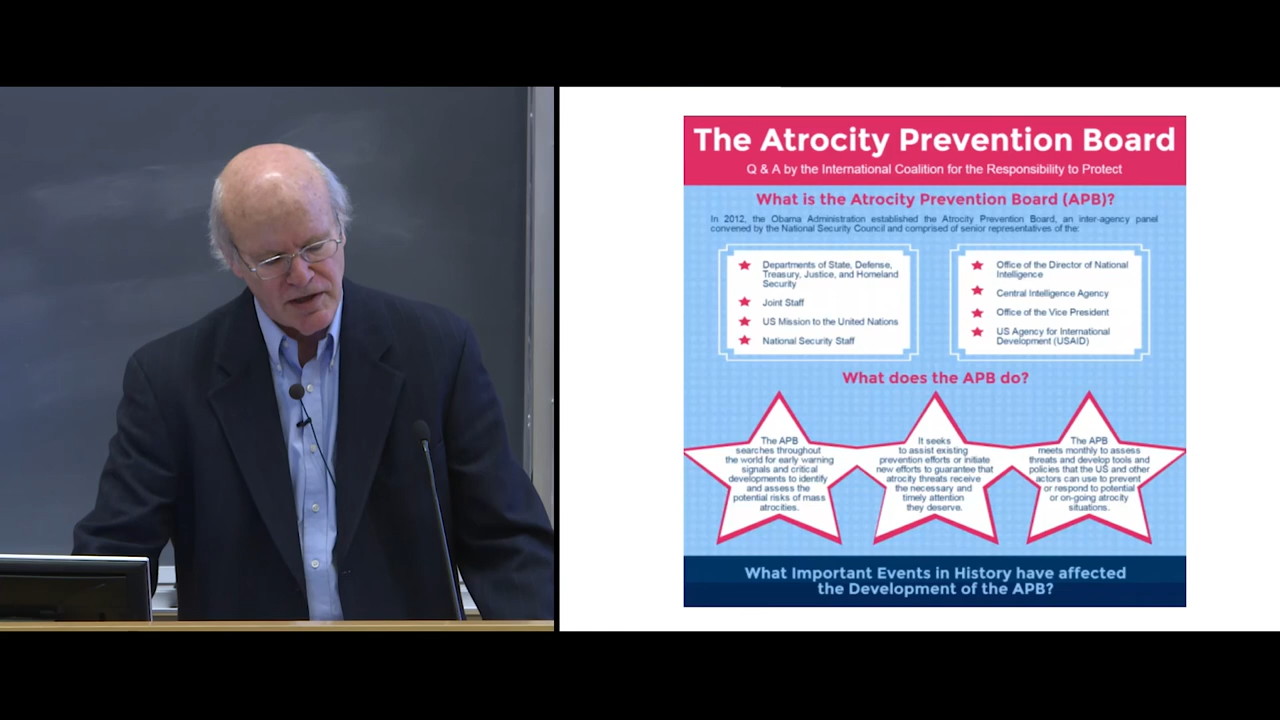 The Atrocity Prevention Board
Q & A by the International Coalition for the Responsibility to Protect
What is the Atrocity Prevention Board (APB)?
In 2012, the Obama Administration established the Atrocity Prevention Board, an inter-agency panel
convened by the National Security Council and comprised of senior representatives of the:
Departments of State, Defense,
Treasury, Justice, and Homeland
Security
Joint Staff
US Mission to the United Nations
National Security Staff
Office of the Director of National
Intelligence
Central Intelligence Agency
Office of the Vice President
US Agency for International
Development (USAID)
What does the APB do?
The APB
searches throughout
the world for early warning
signals and critical
developments to identify
and assess the
potential risks of mass
atrocities.
It seeks
to assist existing
prevention efforts or initiate
new efforts to guarantee that
atrocity threats receive
the necessary and
timely attention
they deserve.
The APB
meets monthly to assess
threats and develop tools and
policies that the US and other
actors can use to prevent
or respond to potential
or on-going atrocity
situations.
What Important Events in History have affected
the Development of the APB?